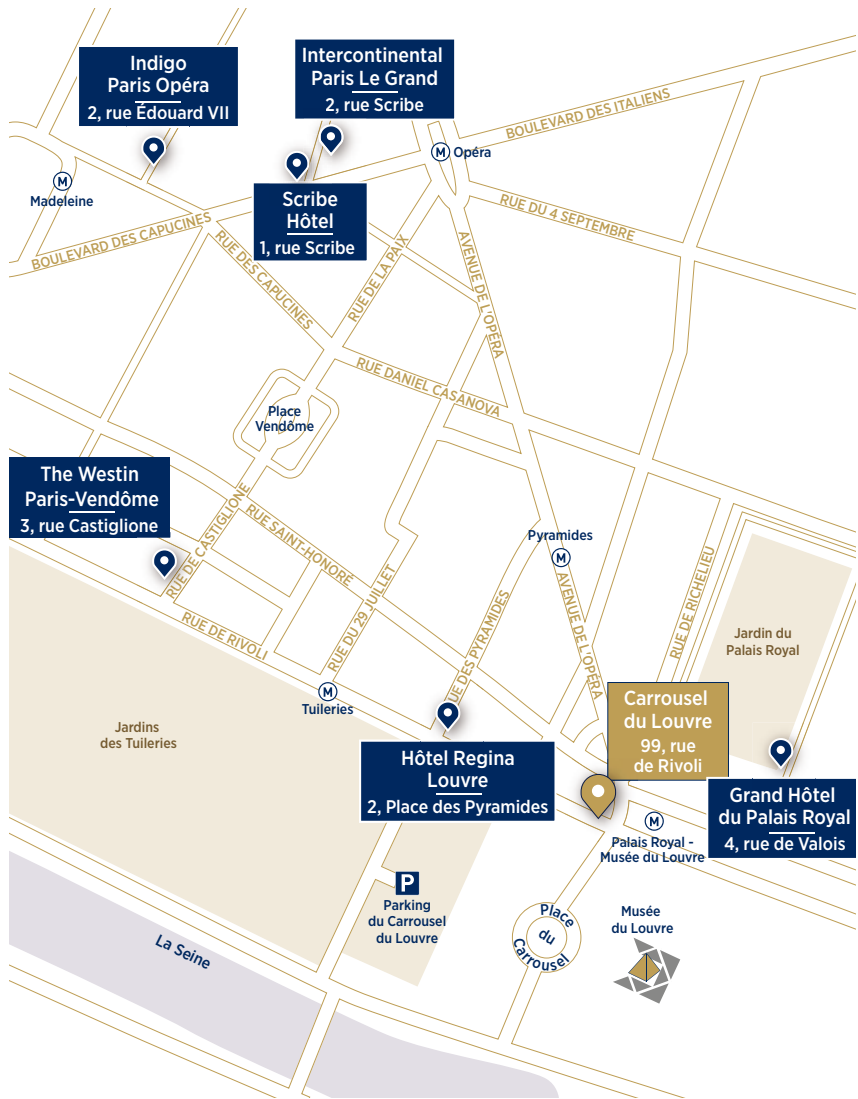 Indigo
Paris Opéra
2, rue Édouard VII
Intercontinental
Paris Le Grand
2, rue Scribe
BOULEVARD DES ITALIENS
M
Opéra
M
Madeleine
Scribe
Hôtel
1, rue Scribe
RUE DU 4 SEPTEMBRE
BOULEVARD DES CAPUCINES
RUE DES CAPUCINES
RUE DE LA PAIX
AVENUE DE L'OPÉRA
RUE DANIEL CASANOVA
Place
Vendôme
The Westin
Paris-Vendôme
3, rue Castiglione
RUE DE CASTIGLIONE
RUE SAINT-HONORÉ
Pyramides
M
RUE DU 29 JUILLET
RUE DE RIVOLI
UE DES PYRAMIDES
AVENUE DE L'OPÉRA
RUE DE RICHELIEU
Jardin du
Palais Royal
M
Tuileries
Jardins
des Tuileries
Carrousel
du Louvre
99, rue
de Rivoli
Hôtel Regina
Louvre
2, Place des Pyramides
Grand Hôtel
du Palais Royal
4, rue de Valois
M
Palais Royal -
Musée du Louvre
P
Parking
du Carrousel
du Louvre
Place
du
Carrousel
Musée
du Louvre
La Seine